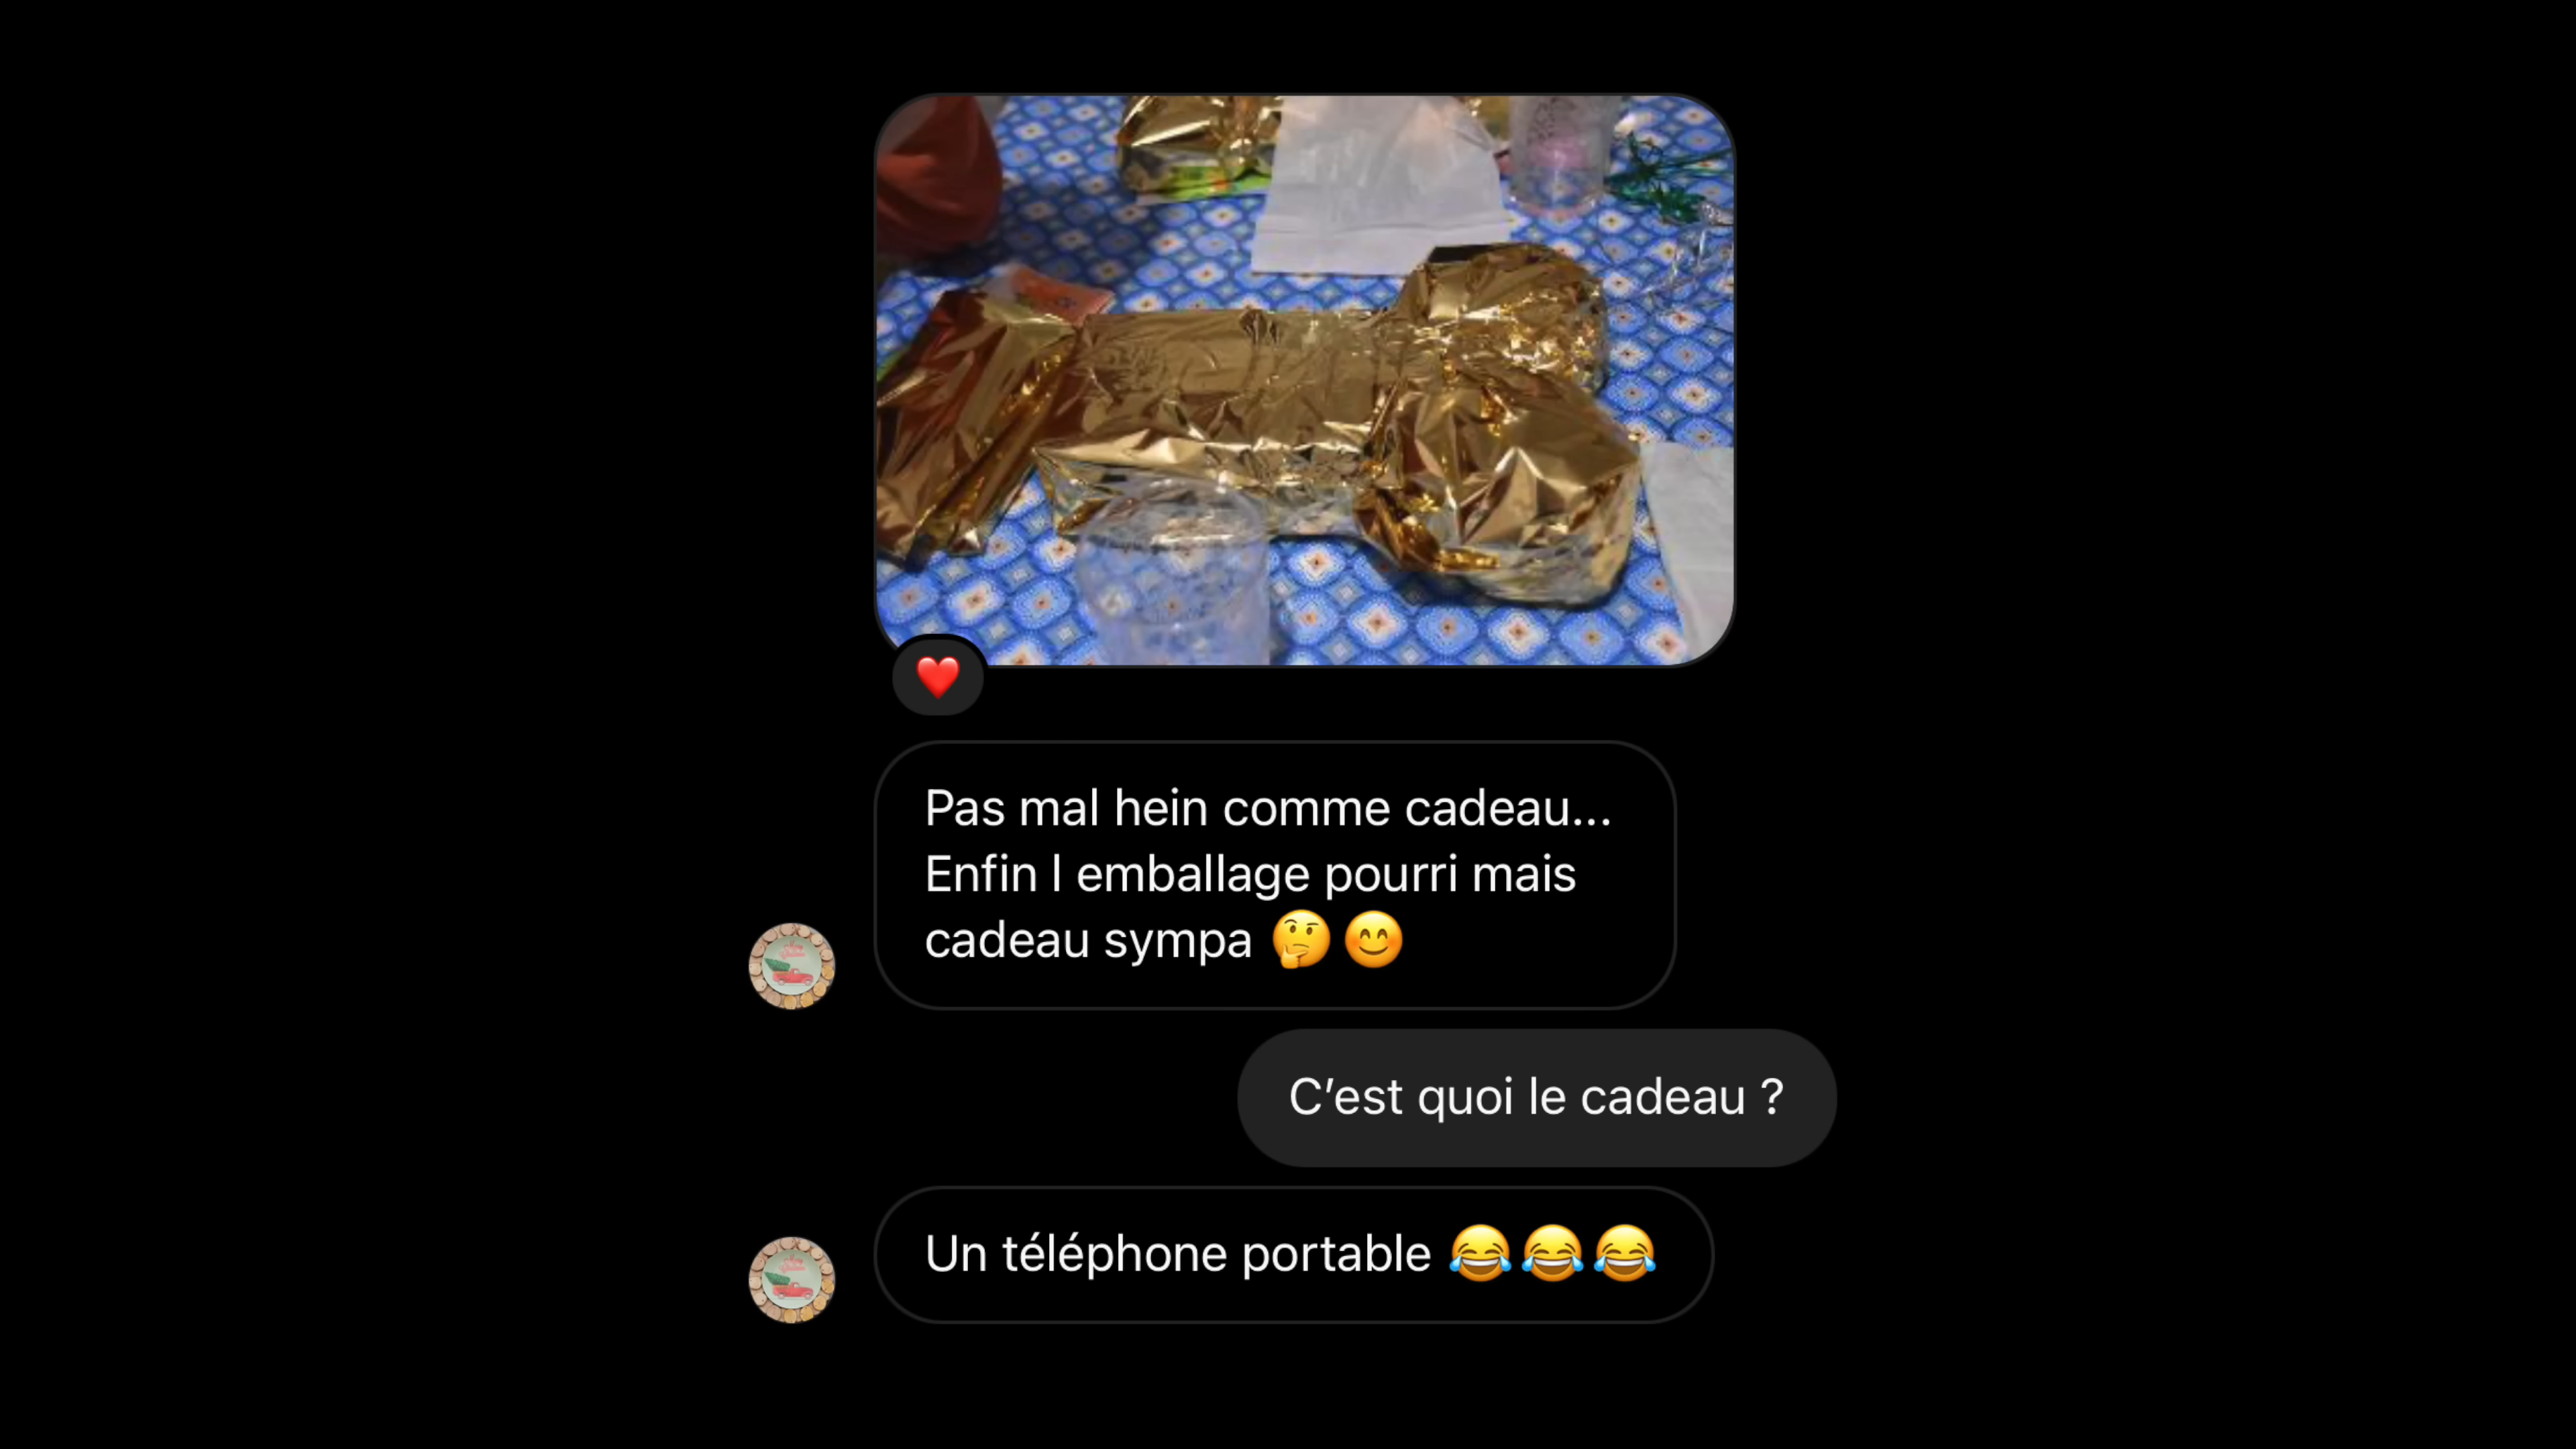 Pas mal hein comme cadeau...
Enfin l emballage pourri mais
cadeau sympa 🤔😊
C’est quoi le cadeau ?
Un téléphone portable 😂😂😂